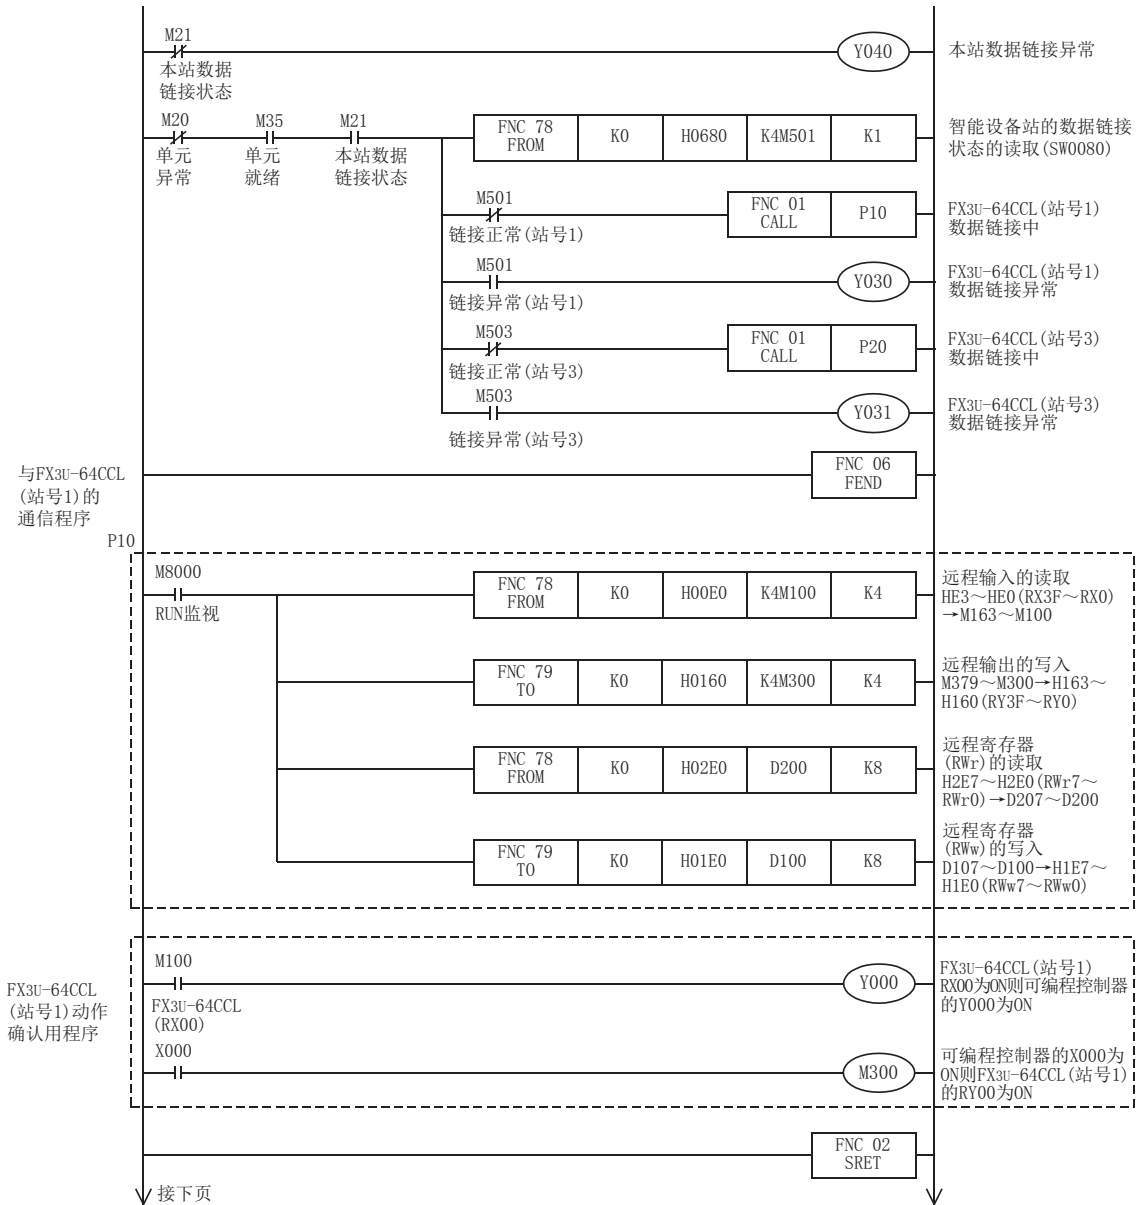 M21
Y040
本站数据链接异常
本站数据
链接状态
M20
M35
M21
单元
异常
单元
就绪
本站数据
链接状态
FNC 78
FROM
K0
H0680
K4M501
K1
智能设备站的数据链接
状态的读取(SW0080)
M501
链接正常(站号1)
FNC 01
CALL
P10
FX3U-64CCL(站号1)
数据链接中
M501
链接异常(站号1)
Y030
FX3U-64CCL(站号1)
数据链接异常
M503
链接正常(站号3)
FNC 01
CALL
P20
FX3U-64CCL(站号3)
数据链接中
M503
链接异常(站号3)
Y031
FX3U-64CCL(站号3)
数据链接异常
与FX3U-64CCL
(站号1)的
通信程序
FNC 06
FEND
P10
M8000
RUN监视
FNC 78
FROM
K0
H00E0
K4M100
K4
远程输入的读取
HE3～HE0(RX3F～RX0)
→M163～M100
FNC 79
TO
K0
H0160
K4M300
K4
远程输出的写入
M379～M300→H163～
H160(RY3F～RY0)
FNC 78
FROM
K0
H02E0
D200
K8
远程寄存器
(RWr)的读取
H2E7～H2E0(RWr7～
RWr0)→D207～D200
FNC 79
TO
K0
H01E0
D100
K8
远程寄存器
(RWw)的写入
D107～D100→H1E7～
H1E0(RWw7～RWw0)
FX3U-64CCL
(站号1)动作
确认用程序
M100
FX3U-64CCL
(RX00)
Y000
FX3U-64CCL(站号1)
RX00为ON则可编程控制器
的Y000为ON
X000
M300
可编程控制器的X000为
ON则FX3U-64CCL(站号1)
的RY00为ON
FNC 02
SRET
接下页